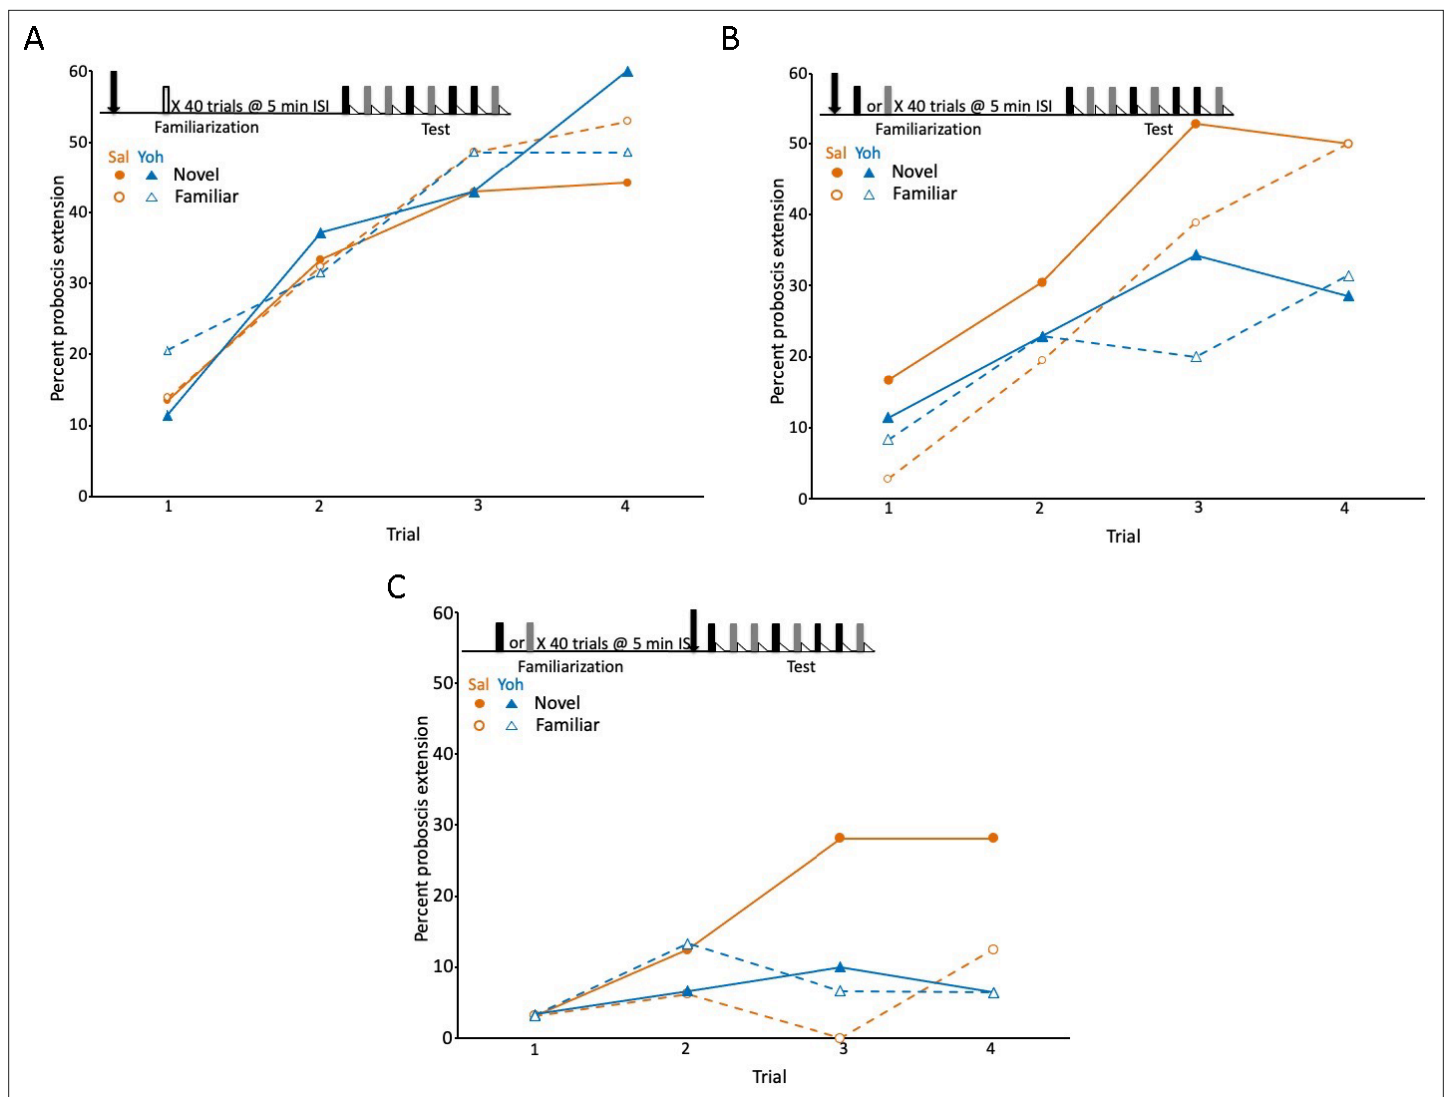 A
60
50
40
30
20
10
0
Percent proboscis extension
X 40 trials @ 5 min ISI
Familiarization
Test
Sal Yoh
Novel
Familiar
1 2 3 4
Trial
B
60
50
40
30
20
10
0
Percent proboscis extension
or X 40 trials @ 5 min ISI
Familiarization
Test
Sal Yoh
Novel
Familiar
1 2 3 4
Trial
C
60
50
40
30
20
10
0
Percent proboscis extension
or X 40 trials @ 5 min IS
Familiarization
Test
Sal Yoh
Novel
Familiar
1 2 3 4
Trial